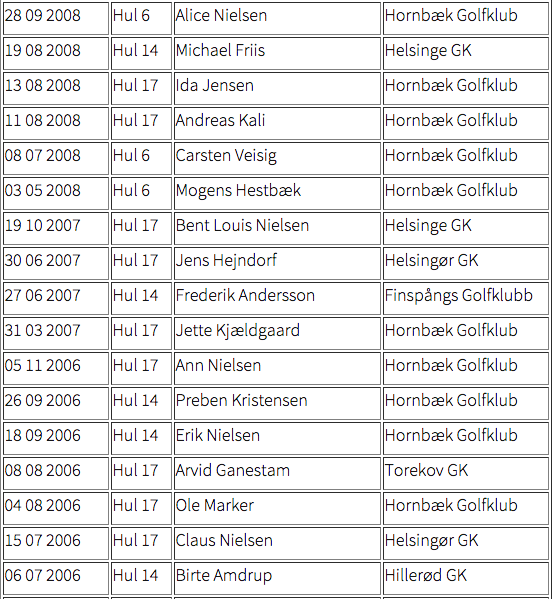 28 09 2008 Hul 6 Alice Nielsen Hornbæk Golfklub
19 08 2008 Hul 14 Michael Friis Helsinge GK
13 08 2008 Hul 17 Ida Jensen Hornbæk Golfklub
11 08 2008 Hul 17 Andreas Kali Hornbæk Golfklub
08 07 2008 Hul 6 Carsten Veisig Hornbæk Golfklub
03 05 2008 Hul 6 Mogens Hestbæk Hornbæk Golfklub
19 10 2007 Hul 17 Bent Louis Nielsen Helsinge GK
30 06 2007 Hul 17 Jens Hejndorf Helsingør GK
27 06 2007 Hul 14 Frederik Andersson Finspångs Golfklubb
31 03 2007 Hul 17 Jette Kjældgaard Hornbæk Golfklub
05 11 2006 Hul 17 Ann Nielsen Hornbæk Golfklub
26 09 2006 Hul 14 Preben Kristensen Hornbæk Golfklub
18 09 2006 Hul 14 Erik Nielsen Hornbæk Golfklub
08 08 2006 Hul 17 Arvid Ganestam Torekov GK
04 08 2006 Hul 17 Ole Marker Hornbæk Golfklub
15 07 2006 Hul 17 Claus Nielsen Helsingør GK
06 07 2006 Hul 14 Birte Amdrup Hillerød GK